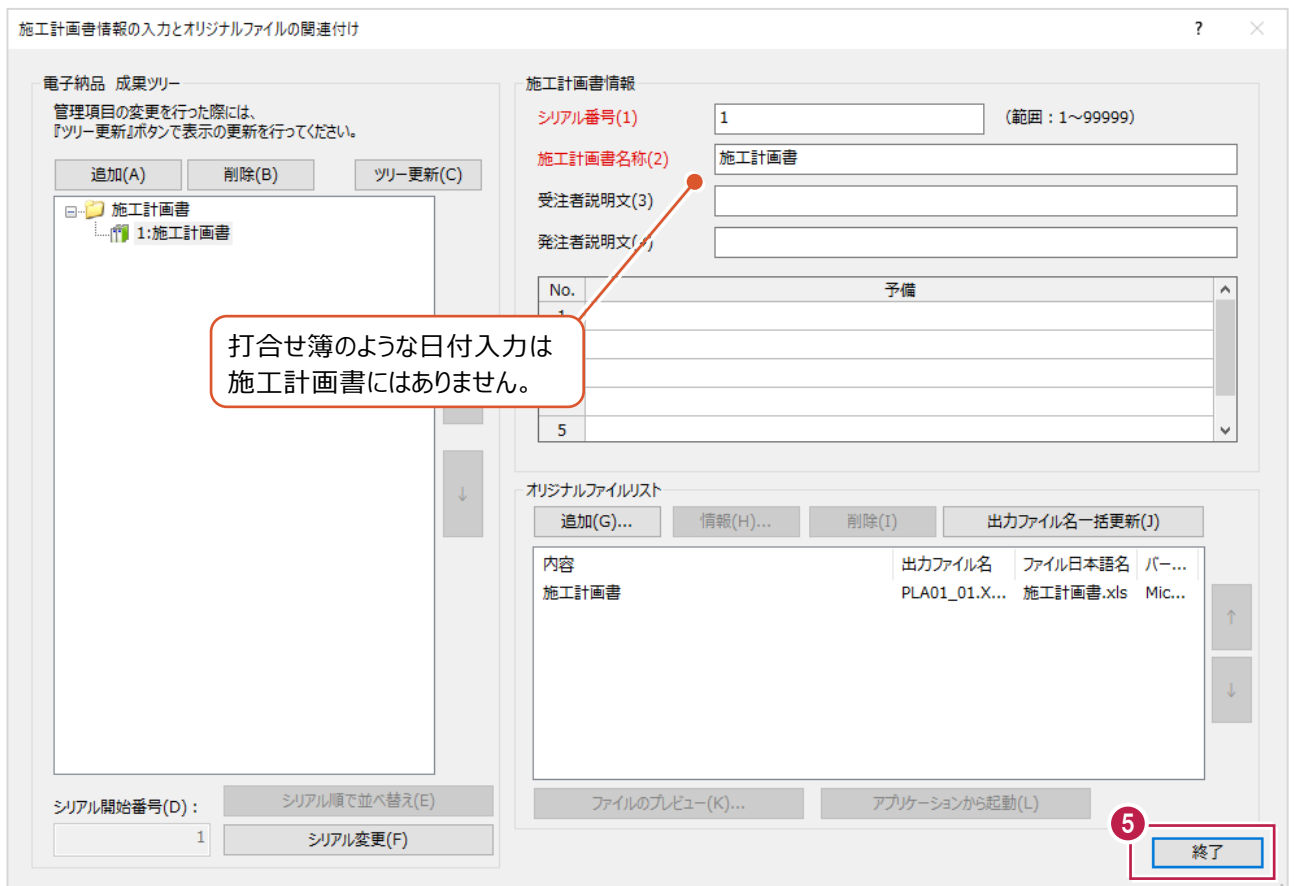 施工計画書情報の入力とオリジナルファイルの関連付け
?
電子納品 成果ツリー
管理項目の変更を行った際には、
『ツリー更新』ボタンで表示の更新を行ってください。
追加(A)
削除(B)
ツリー更新(C)
施工計画書
1:施工計画書
↓
シリアル開始番号(D):
シリアル順で並べ替え(E)
1
シリアル変更(F)
施工計画書情報
シリアル番号(1)
1
(範囲:1~99999)
施工計画書名称(2)
施工計画書
受注者説明文(3)
発注者説明文(4)
No.
予備
1
5
打合せ簿のような日付入力は
施工計画書にはありません。
オリジナルファイルリスト
追加(G)...
情報(H)...
削除(I)
出力ファイル名一括更新(J)
内容
出力ファイル名
ファイル日本語名
バー...
施工計画書
PLA01_01.X...
施工計画書.xls
Mic...
↑
↓
ファイルのプレビュー(K)...
アプリケーションから起動(L)
5
終了